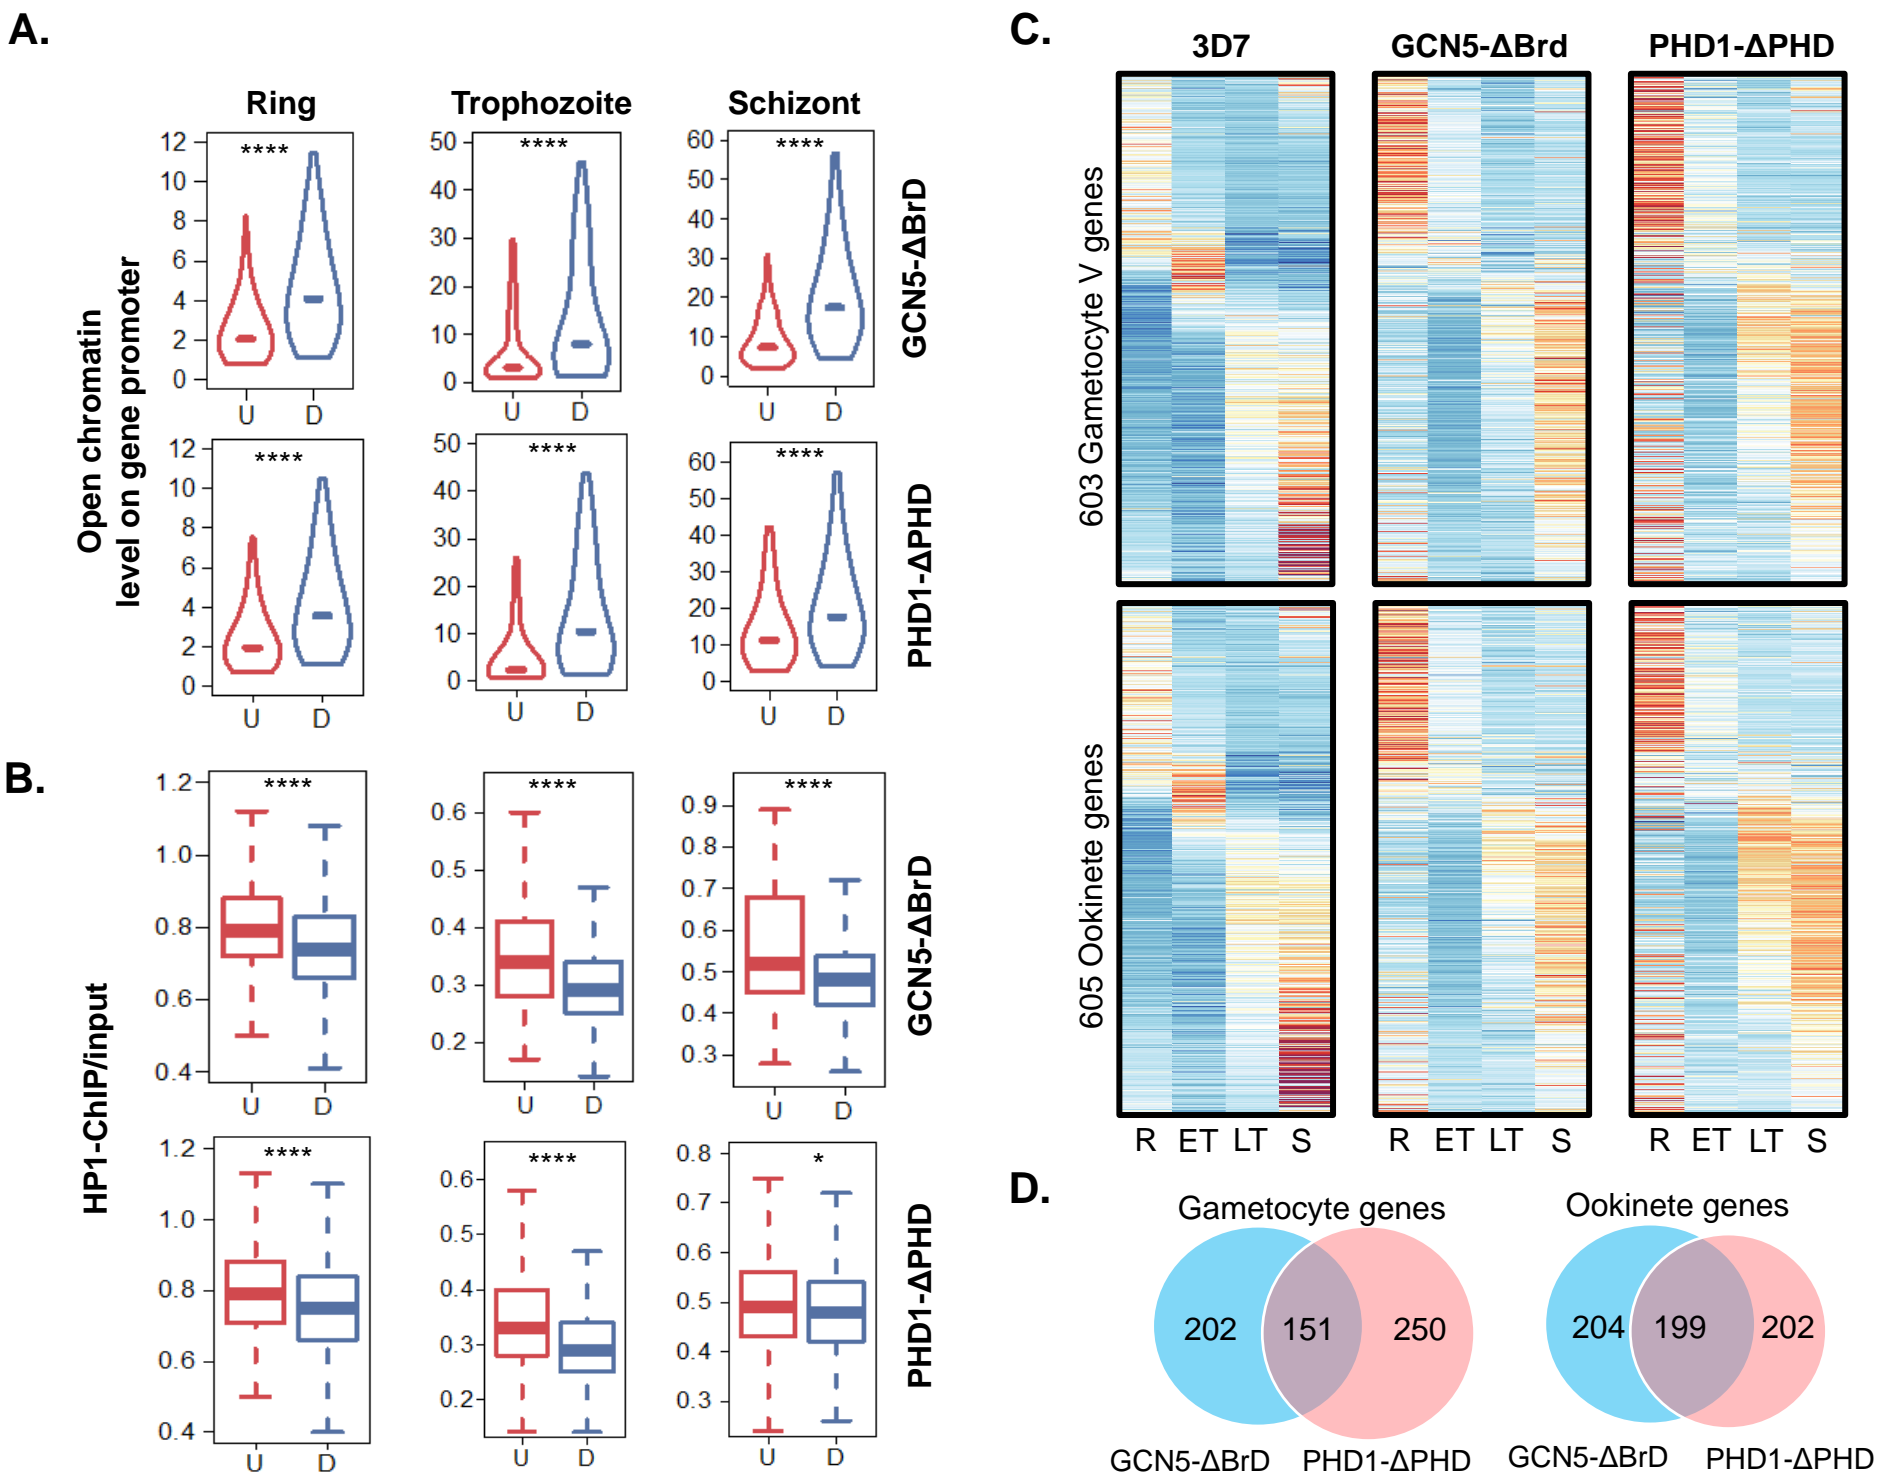 A.
Ring
Trophozoite
Schizont
Open chromatin
level on gene promoter
12
10
8
6
4
2
0
****
U D
50
40
30
20
10
0
****
U D
60
50
40
30
20
10
0
****
U D
GCN5-ΔBrD
12
10
8
6
4
2
0
****
U D
50
40
30
20
10
0
****
U D
60
50
40
30
20
10
0
****
U D
PHD1-ΔPHD
B.
HP1-ChIP/input
1.2
1.0
0.8
0.6
0.4
****
U D
0.6
0.5
0.4
0.3
0.2
****
U D
0.9
0.8
0.7
0.6
0.5
0.4
0.3
****
U D
GCN5-ΔBrD
1.2
1.0
0.8
0.6
0.4
****
U D
0.6
0.5
0.4
0.3
0.2
****
U D
0.8
0.7
0.6
0.5
0.4
0.3
*
U D
PHD1-ΔPHD
C.
3D7
GCN5-ΔBrd
PHD1-ΔPHD
603 Gametocyte V genes
605 Ookinete genes
R ET LT S
R ET LT S
R ET LT S
D.
Gametocyte genes
202 151 250
GCN5-ΔBrD PHD1-ΔPHD
Ookinete genes
204 199 202
GCN5-ΔBrD PHD1-ΔPHD